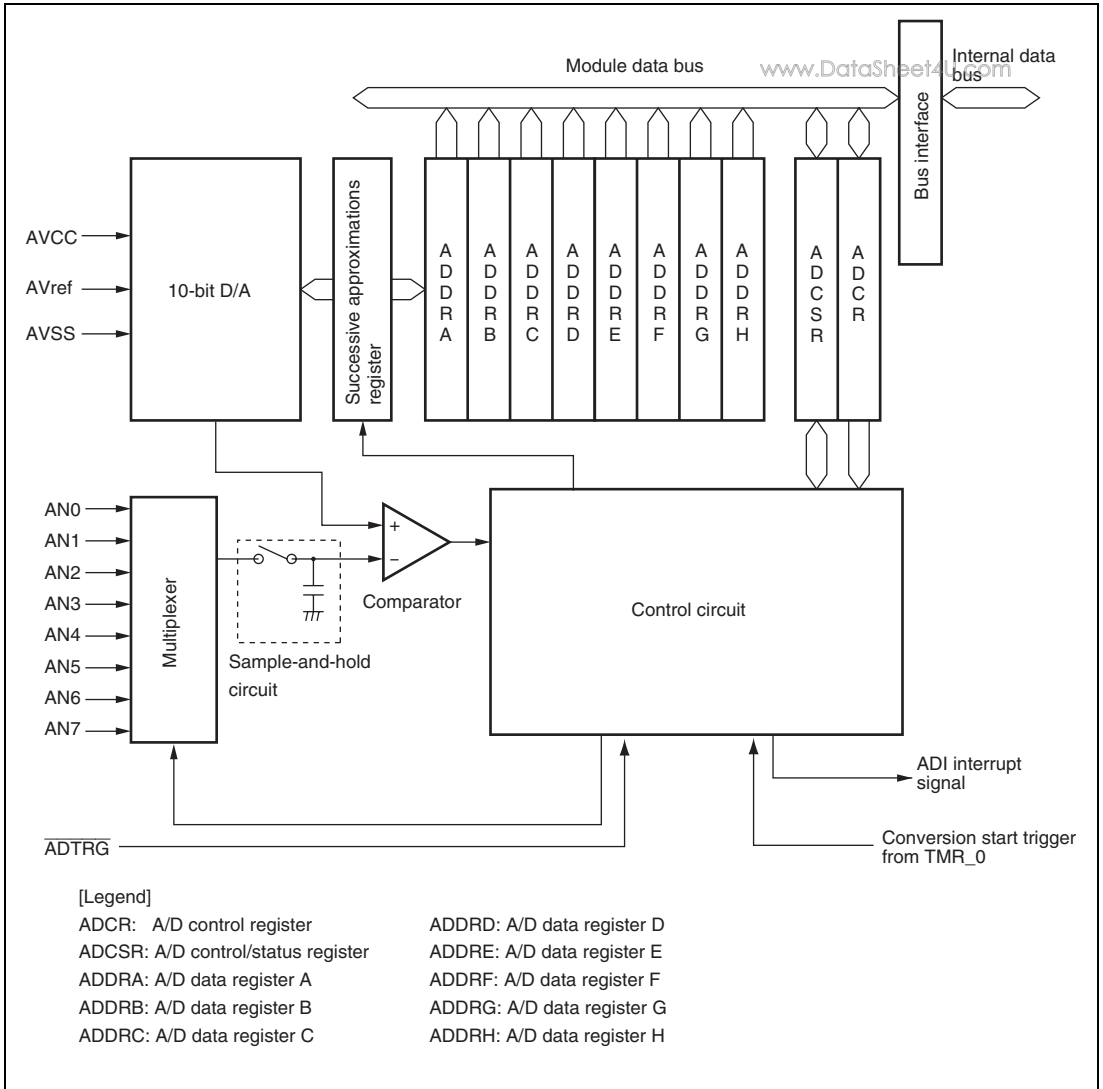 Module data bus
www.DataSheet4U.com
Internal data
bus
Bus interface
AVCC
AVref
AVSS
10-bit D/A
Successive approximations
register
ADDRA
ADDRB
ADDRC
ADDRD
ADDRE
ADDRF
ADDRG
ADDRH
ADCSR
ADCR
AN0
AN1
AN2
AN3
AN4
AN5
AN6
AN7
Multiplexer
+
−
Comparator
Sample-and-hold
circuit
Control circuit
ADI interrupt
signal
ADTRG
Conversion start trigger
from TMR_0
[Legend]
ADCR: A/D control register
ADCSR: A/D control/status register
ADDRA: A/D data register A
ADDRB: A/D data register B
ADDRC: A/D data register C
ADDRD: A/D data register D
ADDRE: A/D data register E
ADDRF: A/D data register F
ADDRG: A/D data register G
ADDRH: A/D data register H